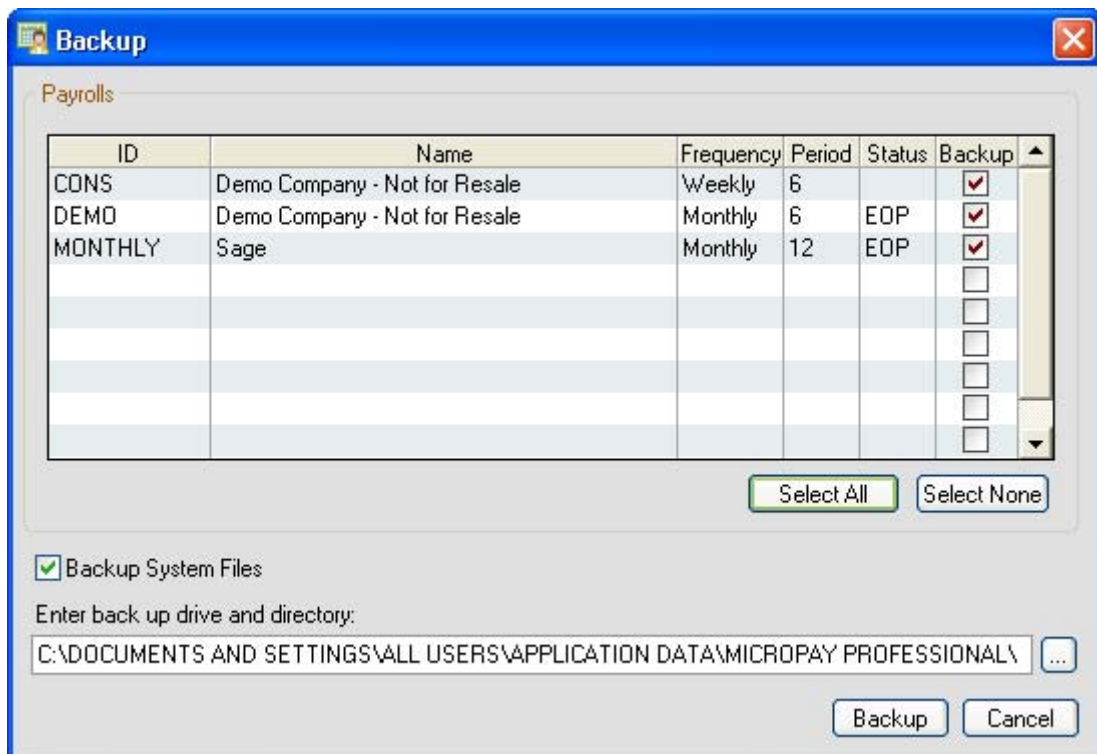 Backup
Payrolls
ID Name Frequency Period Status Backup
CONS Demo Company - Not for Resale Weekly 6
DEMO Demo Company - Not for Resale Monthly 6 EOP
MONTHLY Sage Monthly 12 EOP
Select All Select None
Backup System Files
Enter back up drive and directory:
C:\DOCUMENTS AND SETTINGS\ALL USERS\APPLICATION DATA\MICROPAY PROFESSIONAL\ ...
Backup Cancel